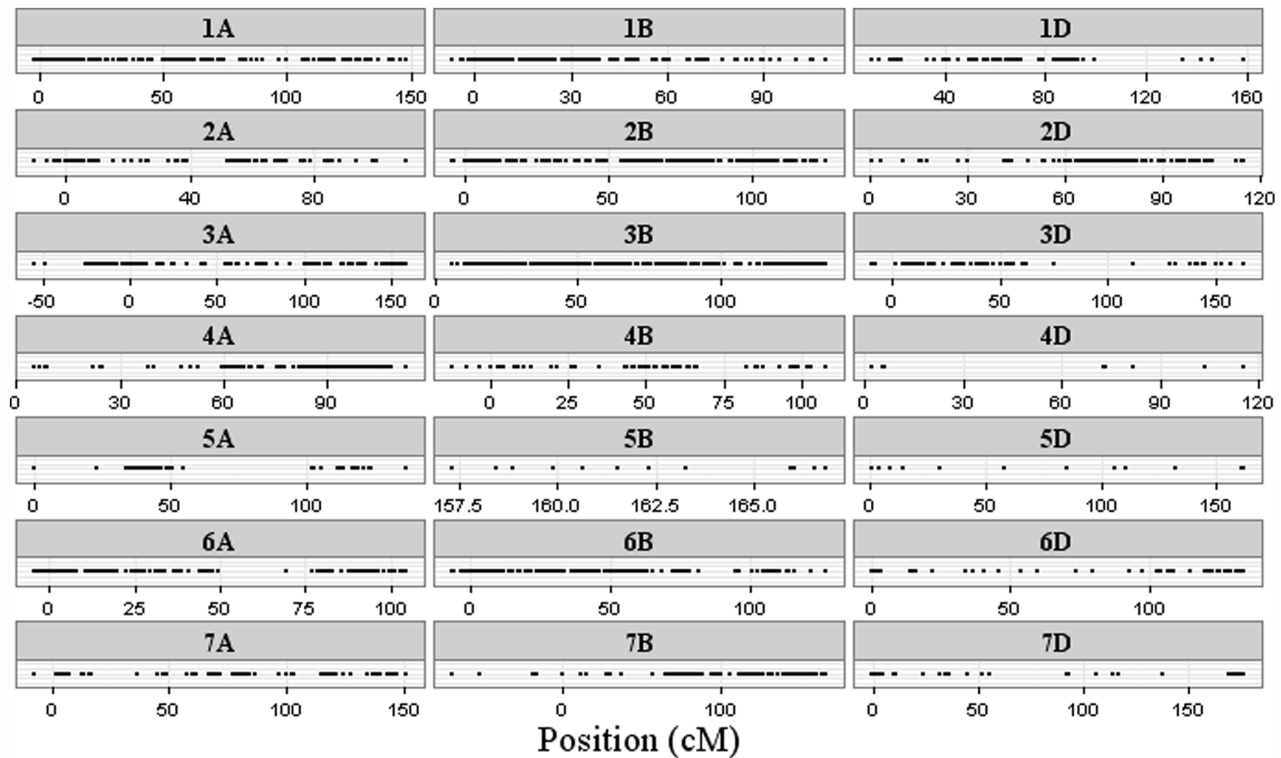 1A 1B 1D
0 50 100 150 0 30 60 90 40 80 120 160
2A 2B 2D
0 40 80 0 50 100 0 30 60 90 120
3A 3B 3D
-50 0 50 100 150 0 50 100 0 50 100 150
4A 4B 4D
0 30 60 90 0 25 50 75 100 0 30 60 90 120
5A 5B 5D
0 50 100 157.5 160.0 162.5 165.0 0 50 100 150
6A 6B 6D
0 25 50 75 100 0 50 100 0 50 100
7A 7B 7D
0 50 100 150 0 100 0 50 100 150
Position (cM)